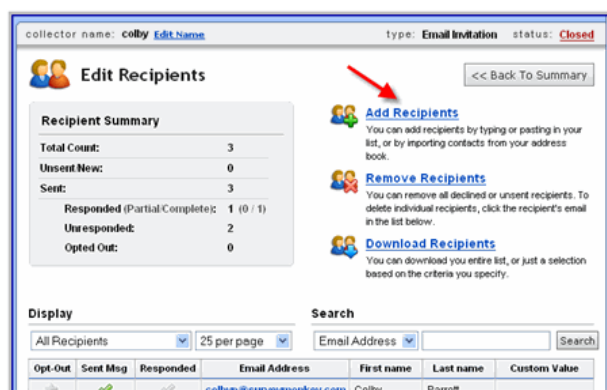 collector name: colby Edit Name type: Email Invitation status: Closed
Edit Recipients
<< Back To Summary
Recipient Summary
Total Count: 3
Unsent/New: 0
Sent: 3
Responded (Partial/Complete): 1 (0 / 1)
Unresponded: 2
Opted Out: 0
Add Recipients
You can add recipients by typing or pasting in your
list, or by importing contacts from your address
book.
Remove Recipients
You can remove all declined or unsent recipients. To
delete individual recipients, click the recipient's email
in the list below.
Download Recipients
You can download you entire list, or just a selection
based on the criteria you specify.
Display
All Recipients 25 per page
Search
Email Address Search
Opt-Out Sent Msg Responded Email Address First name Last name Custom Value
Colby Parrott